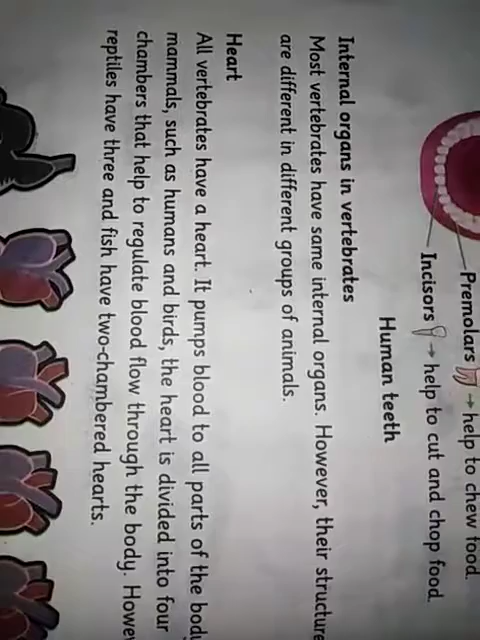 Premolars → help to chew food.
Incisors → help to cut and chop food.
Human teeth
Internal organs in vertebrates
Most vertebrates have same internal organs. However, their structure
are different in different groups of animals.
Heart
All vertebrates have a heart. It pumps blood to all parts of the body
mammals, such as humans and birds, the heart is divided into four
chambers that help to regulate blood flow through the body. Howe
reptiles have three and fish have two-chambered hearts.